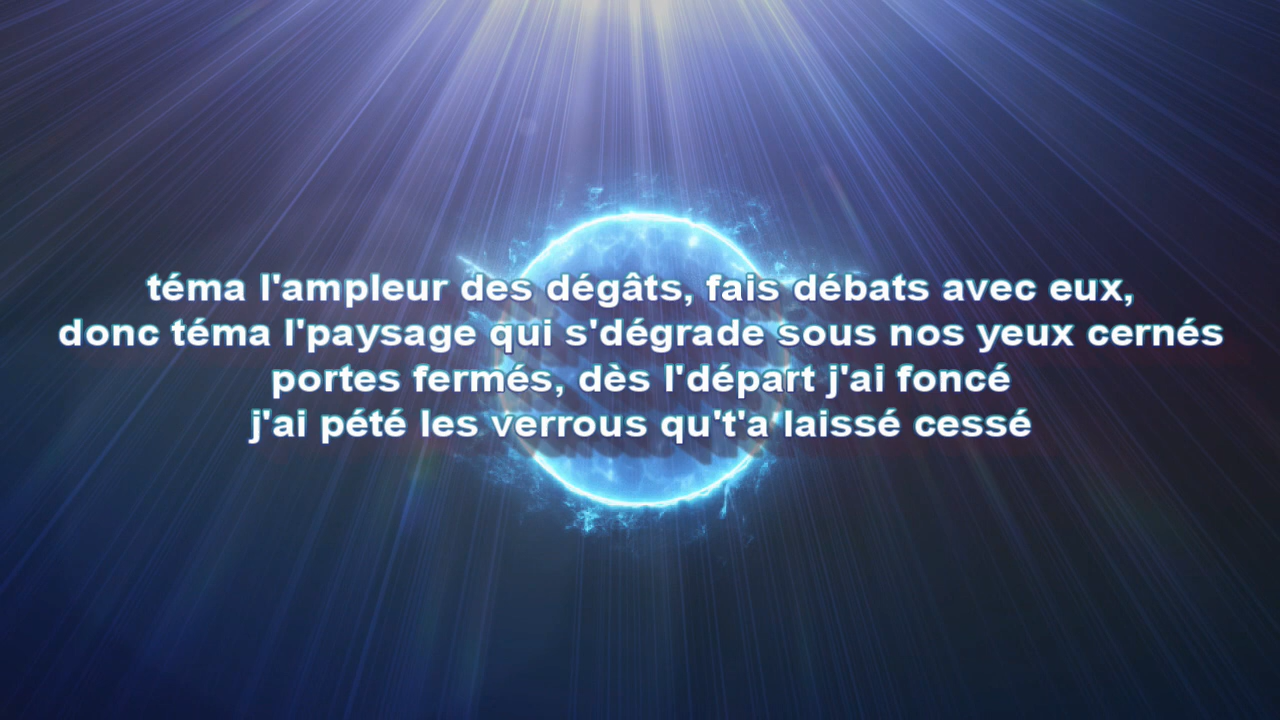 téma l'ampleur des dégâts, fais débats avec eux,
donc téma l'paysage qui s'dégrade sous nos yeux cernés
portes fermés, dès l'départ j'ai foncé
j'ai pété les verrous qu't'a laissé cessé